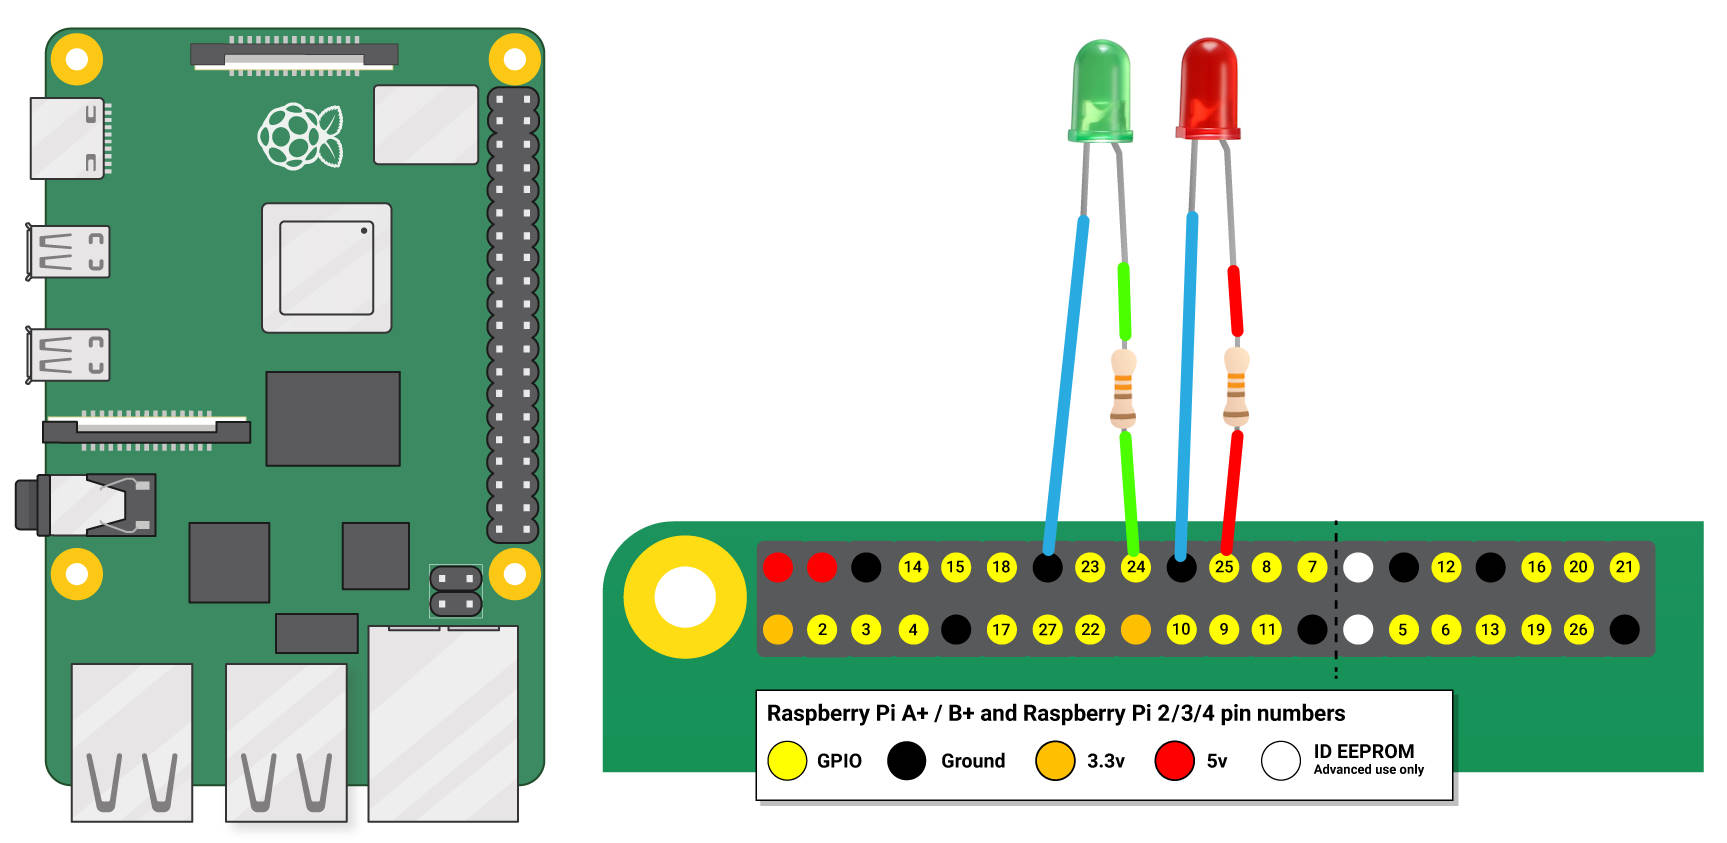 14 15 18 23 24 25 8 7 12 16 20 21
2 3 4 17 27 22 10 9 11 5 6 13 19 26
Raspberry Pi A+ / B+ and Raspberry Pi 2/3/4 pin numbers
GPIO Ground 3.3v 5v ID EEPROM
Advanced use only